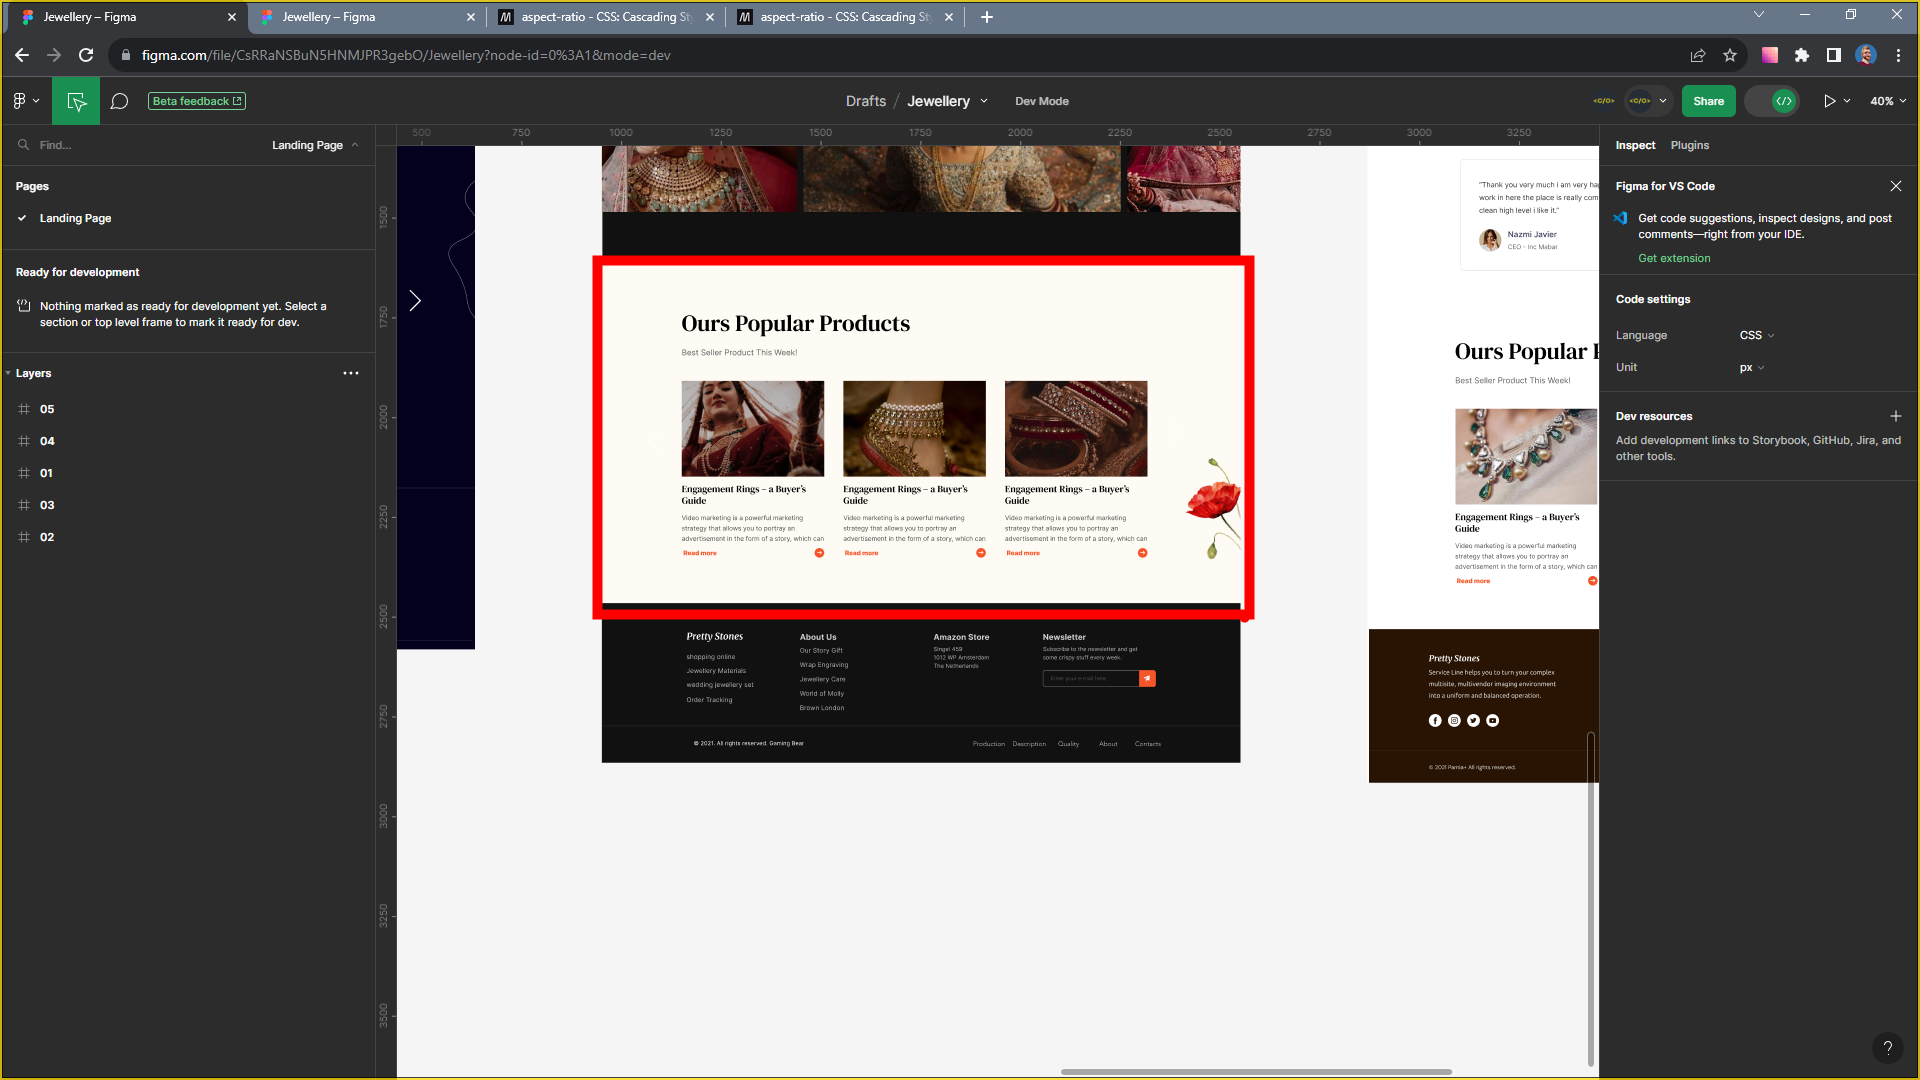 Jewellery – Figma
Jewellery – Figma
aspect-ratio - CSS: Cascading St
aspect-ratio - CSS: Cascading St
figma.com/file/CsRRaNSBuN5HNMJPR3gebO/Jewellery?node-id=0%3A1&mode=dev
Beta feedback
Drafts / Jewellery
Dev Mode
<C/O>
<C/O>
Share
40%
Find...
Landing Page
Pages
Landing Page
Ready for development
Nothing marked as ready for development yet. Select a
section or top level frame to mark it ready for dev.
Layers
05
04
01
03
02
500 750 1000 1250 1500 1750 2000 2250 2500 2750 3000 3250
1500
1750
2000
2250
2500
2750
3000
3250
3500
Ours Popular Products
Best Seller Product This Week!
Engagement Rings – a Buyer's
Guide
Video marketing is a powerful marketing
strategy that allows you to portray an
advertisement in the form of a story, which can
Read more
Engagement Rings – a Buyer's
Guide
Video marketing is a powerful marketing
strategy that allows you to portray an
advertisement in the form of a story, which can
Read more
Engagement Rings – a Buyer's
Guide
Video marketing is a powerful marketing
strategy that allows you to portray an
advertisement in the form of a story, which can
Read more
Pretty Stones
shopping online
Jewellery Materials
wedding jewellery set
Order Tracking
About Us
Our Story Gift
Wrap Engraving
Jewellery Care
World of Molly
Brown London
Amazon Store
Singel 459
1012 WP Amsterdam
The Netherlands
Newsletter
Subscribe to the newsletter and get
some crispy stuff every week.
Enter your e-mail here
© 2021. All rights reserved. Gaming Bear
Production Description Quality About Contacts
"Thank you very much i am very hap
work in here the place is really com
clean high level i like it."
Nazmi Javier
CEO - Inc Mabar
Ours Popular P
Best Seller Product This Week!
Engagement Rings – a Buyer's
Guide
Video marketing is a powerful marketing
strategy that allows you to portray an
advertisement in the form of a story, which can
Read more
Pretty Stones
Service Line helps you to turn your complex
multisite, multivendor imaging environment
into a uniform and balanced operation.
© 2021 Pamia+ All rights reserved.
Inspect
Plugins
Figma for VS Code
Get code suggestions, inspect designs, and post
comments—right from your IDE.
Get extension
Code settings
Language
CSS
Unit
px
Dev resources
Add development links to Storybook, GitHub, Jira, and
other tools.
?